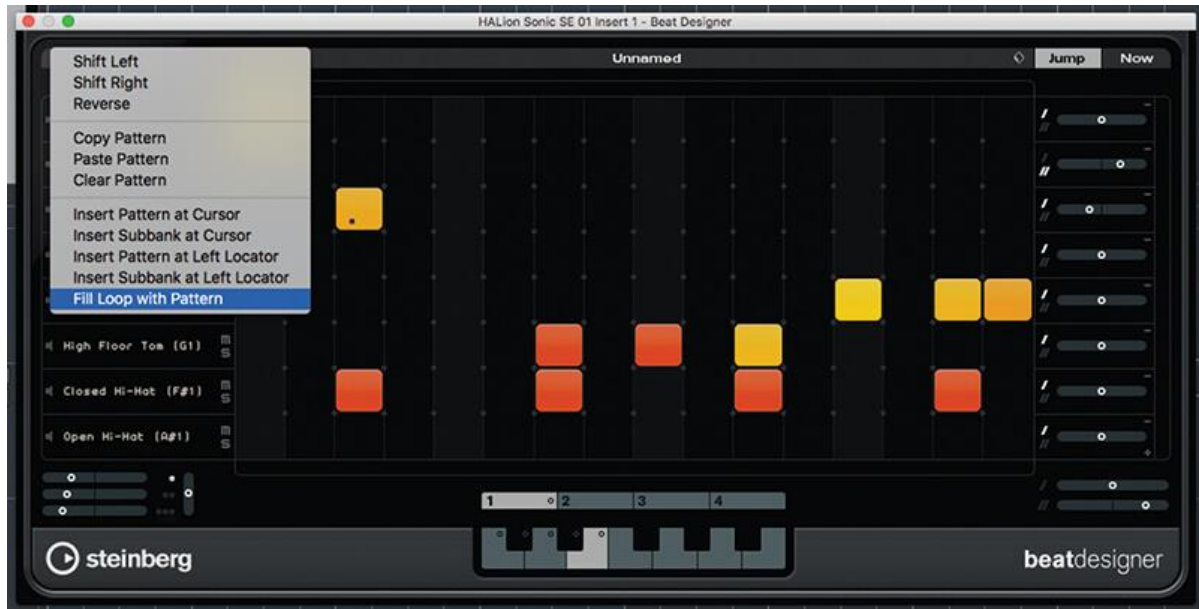 HALion Sonic SE 01 Insert 1 - Beat Designer
Shift Left
Shift Right
Reverse
Copy Pattern
Paste Pattern
Clear Pattern
Insert Pattern at Cursor
Insert Subbank at Cursor
Insert Pattern at Left Locator
Insert Subbank at Left Locator
Fill Loop with Pattern
Unnamed
Jump Now
High Floor Tom (G1) M S
Closed Hi-Hat (F#1) M S
Open Hi-Hat (A#1) M S
1 2 3 4
steinberg
beatdesigner